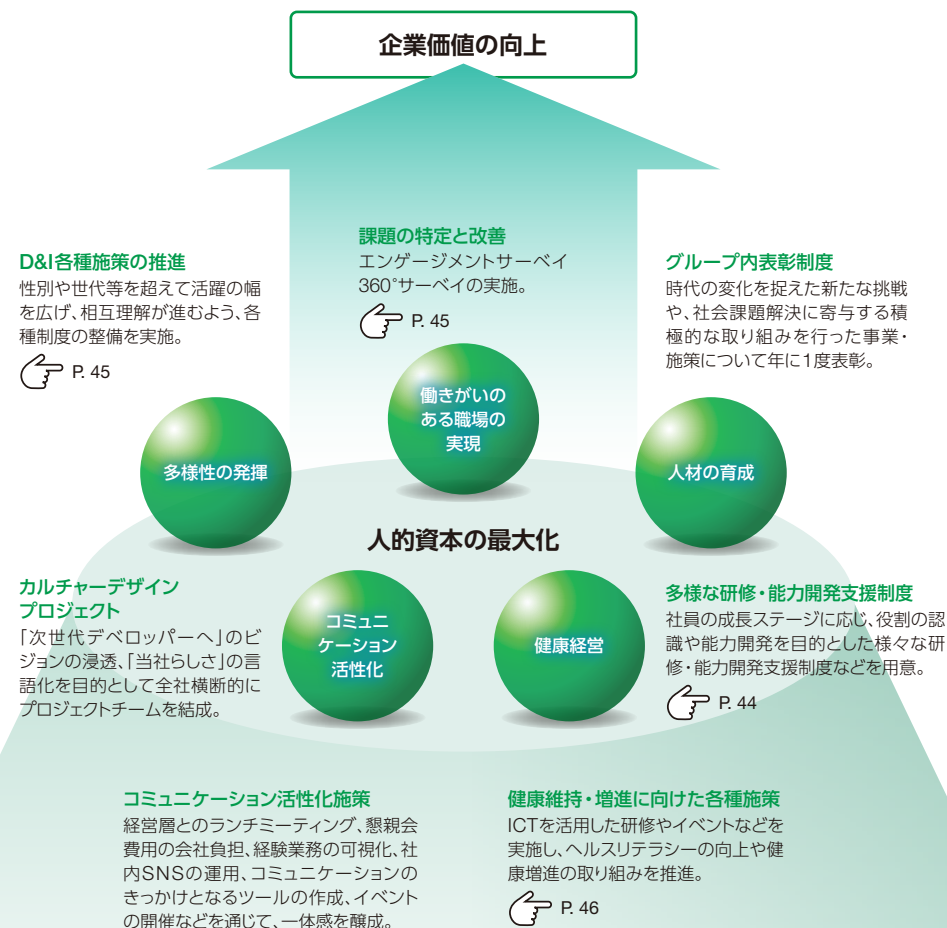 企業価値の向上
課題の特定と改善
エンゲージメントサーベイ
360°サーベイの実施。
P. 45
D&I各種施策の推進
性別や世代等を超えて活躍の幅
を広げ、相互理解が進むよう、各
種制度の整備を実施。
P. 45
グループ内表彰制度
時代の変化を捉えた新たな挑戦
や、社会課題解決に寄与する積
極的な取り組みを行った事業・
施策について年に1度表彰。
働きがいの
ある職場の
実現
多様性の発揮
人材の育成
人的資本の最大化
カルチャーデザイン
プロジェクト
「次世代デベロッパーへ」のビ
ジョンの浸透、「当社らしさ」の言
語化を目的として全社横断的に
プロジェクトチームを結成。
コミュニ
ケーション
活性化
健康経営
多様な研修・能力開発支援制度
社員の成長ステージに応じ、役割の認
識や能力開発を目的とした様々な研
修・能力開発支援制度などを用意。
P. 44
コミュニケーション活性化施策
経営層とのランチミーティング、懇親会
費用の会社負担、経験業務の可視化、社
内SNSの運用、コミュニケーションの
きっかけとなるツールの作成、イベント
の開催などを通じて、一体感を醸成。
健康維持・増進に向けた各種施策
ICTを活用した研修やイベントなどを
実施し、ヘルスリテラシーの向上や健
康増進の取り組みを推進。
P. 46